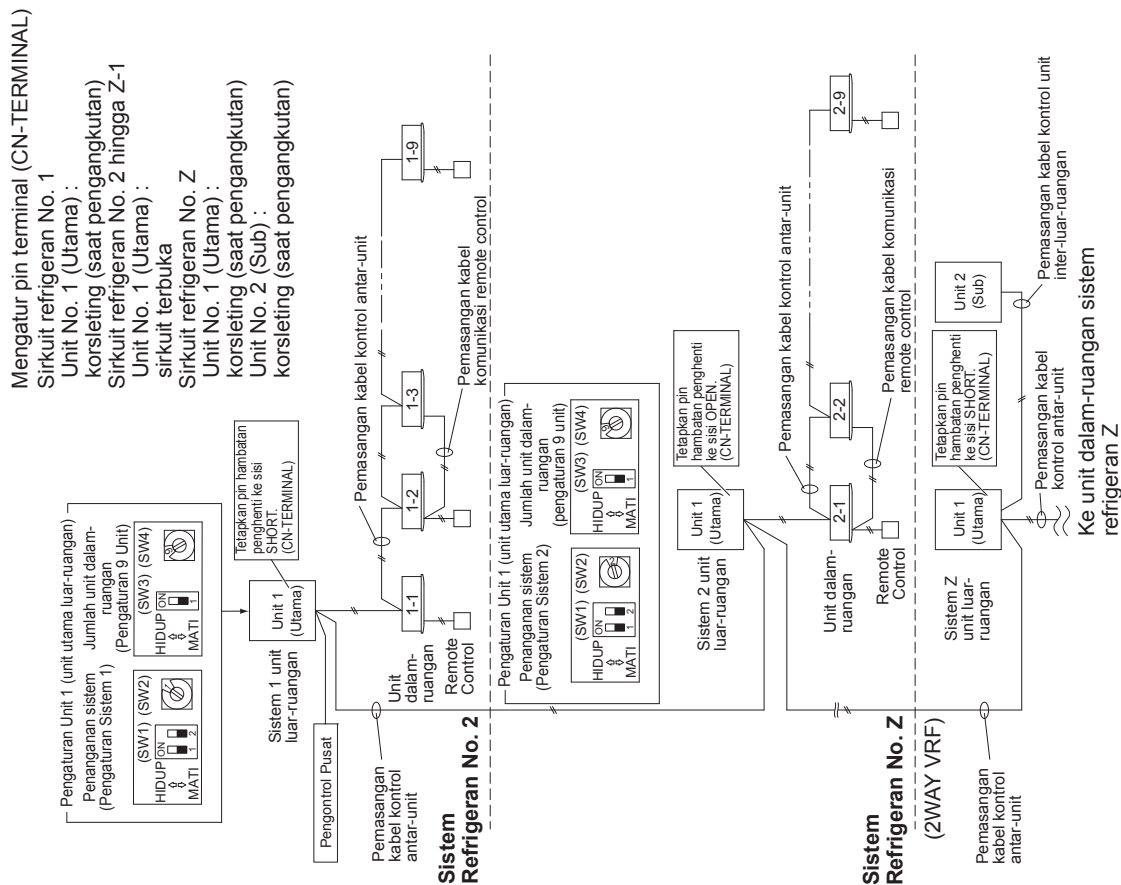 Mengatur pin terminal (CN-TERMINAL)
Sirkuit refrigeran No. 1
Unit No. 1 (Utama) :
korsleting (saat pengangkutan)
Sirkuit refrigeran No. 2 hingga Z-1
Unit No. 1 (Utama) :
sirkuit terbuka
Sirkuit refrigeran No. Z
Unit No. 1 (Utama) :
korsleting (saat pengangkutan)
Unit No. 2 (Sub) :
korsleting (saat pengangkutan)
Pengaturan Unit 1 (unit utama luar-ruangan)
Penanganan sistem
(Pengaturan Sistem 1)
(SW1) (SW2)
HIDUP
MATI
ON
1 2
Jumlah unit dalam-
ruangan
(Pengaturan 9 Unit)
(SW3) (SW4)
HIDUP
MATI
ON
1
9
Tetapkan pin hambatan
penghenti ke sisi
SHORT.
(CN-TERMINAL)
Unit 1
(Utama)
Sistem 1 unit
luar-ruangan
Pengontrol Pusat
Pemasangan kabel kontrol antar-unit
1-1
1-2
1-3
1-9
Unit
dalam-
ruangan
Remote
Control
Pemasangan kabel
komunikasi remote control
Pemasangan
kabel kontrol
antar-unit
Sistem
Refrigeran No. 2
Pengaturan Unit 1 (unit utama luar-ruangan)
Penanganan sistem
(Pengaturan Sistem 2)
(SW1) (SW2)
HIDUP
MATI
ON
1 2
2
Jumlah unit dalam-
ruangan
(pengaturan 9 unit)
(SW3) (SW4)
HIDUP
MATI
ON
1
9
Tetapkan pin
hambatan penghenti
ke sisi OPEN.
(CN-TERMINAL)
Unit 1
(Utama)
Sistem 2 unit
luar-ruangan
Pemasangan kabel kontrol antar-unit
2-1
2-2
2-9
Unit dalam-
ruangan
Remote
Control
Pemasangan kabel komunikasi
remote control
Sistem
Refrigeran No. Z
(2WAY VRF)
Tetapkan pin
hambatan penghenti
ke sisi SHORT.
(CN-TERMINAL)
Unit 1
(Utama)
Unit 2
(Sub)
Sistem Z
unit luar-
ruangan
Pemasangan
kabel kontrol
antar-unit
Pemasangan kabel
kontrol antar-unit
Pemasangan kabel kontrol unit
inter-luar-ruangan
Ke unit dalam-ruangan sistem
refrigeran Z